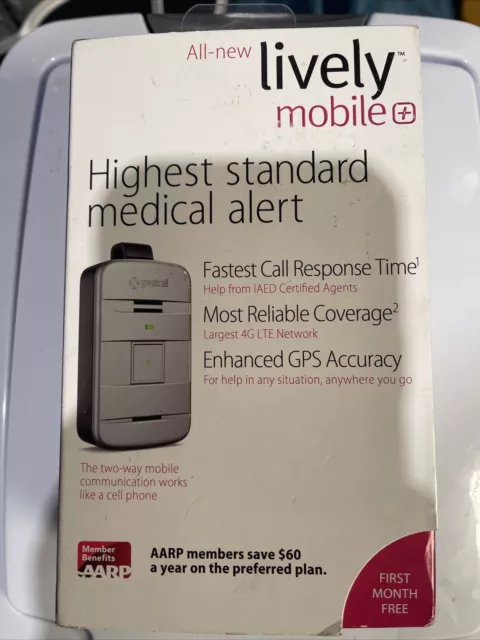 All-new
lively™
mobile+
Highest standard
medical alert
greatcall
Fastest Call Response Time¹
Help from IAED Certified Agents
Most Reliable Coverage²
Largest 4G LTE Network
Enhanced GPS Accuracy
For help in any situation, anywhere you go
The two-way mobile
communication works
like a cell phone
Member
Benefits
AARP
AARP members save $60
a year on the preferred plan.
FIRST
MONTH
FREE